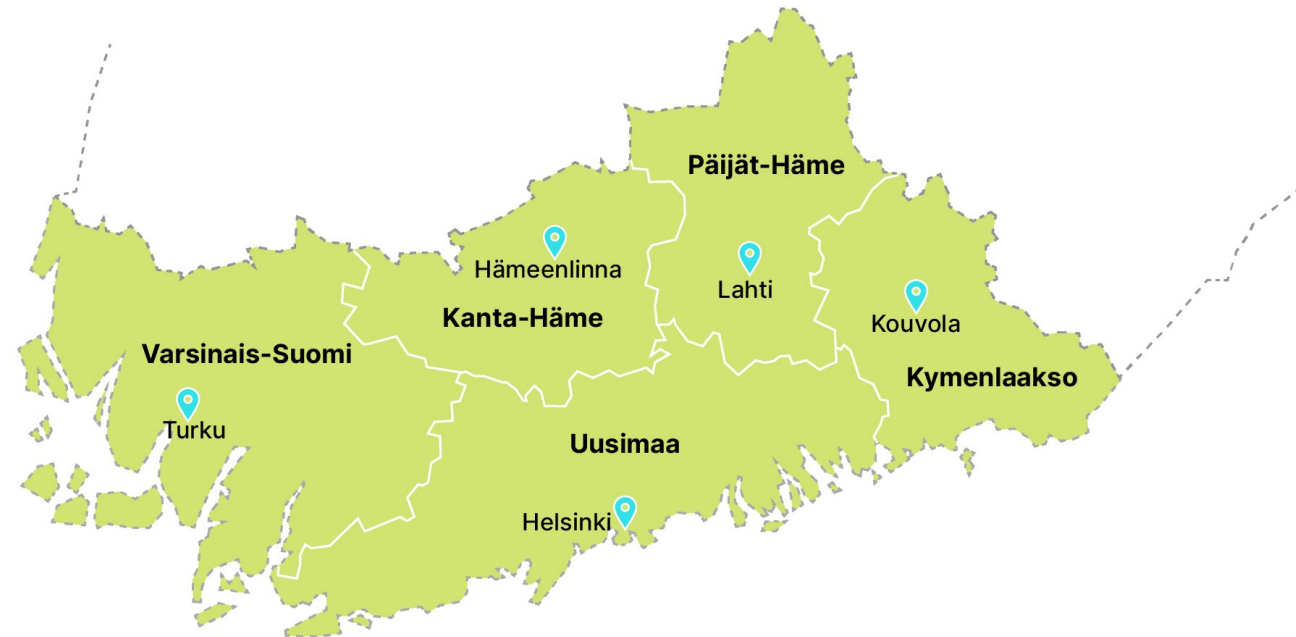 Päijät-Häme
Hämeenlinna
Lahti
Kanta-Häme
Kouvola
Varsinais-Suomi
Kymenlaakso
Turku
Uusimaa
Helsinki